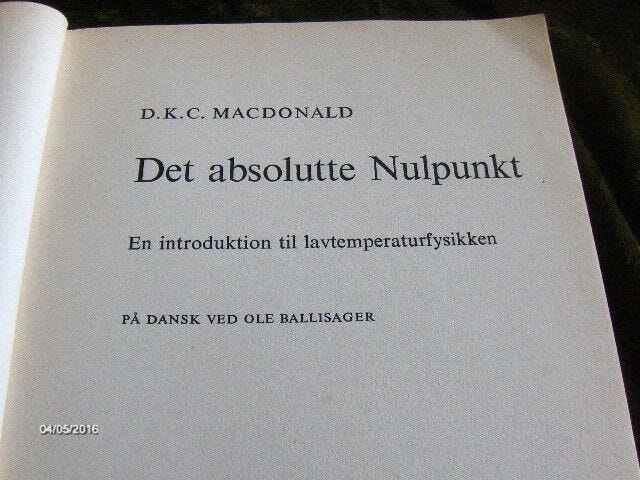 D.K.C. MACDONALD
Det absolutte Nulpunkt
En introduktion til lavtemperaturfysikken
PÅ DANSK VED OLE BALLISAGER
04/05/2016